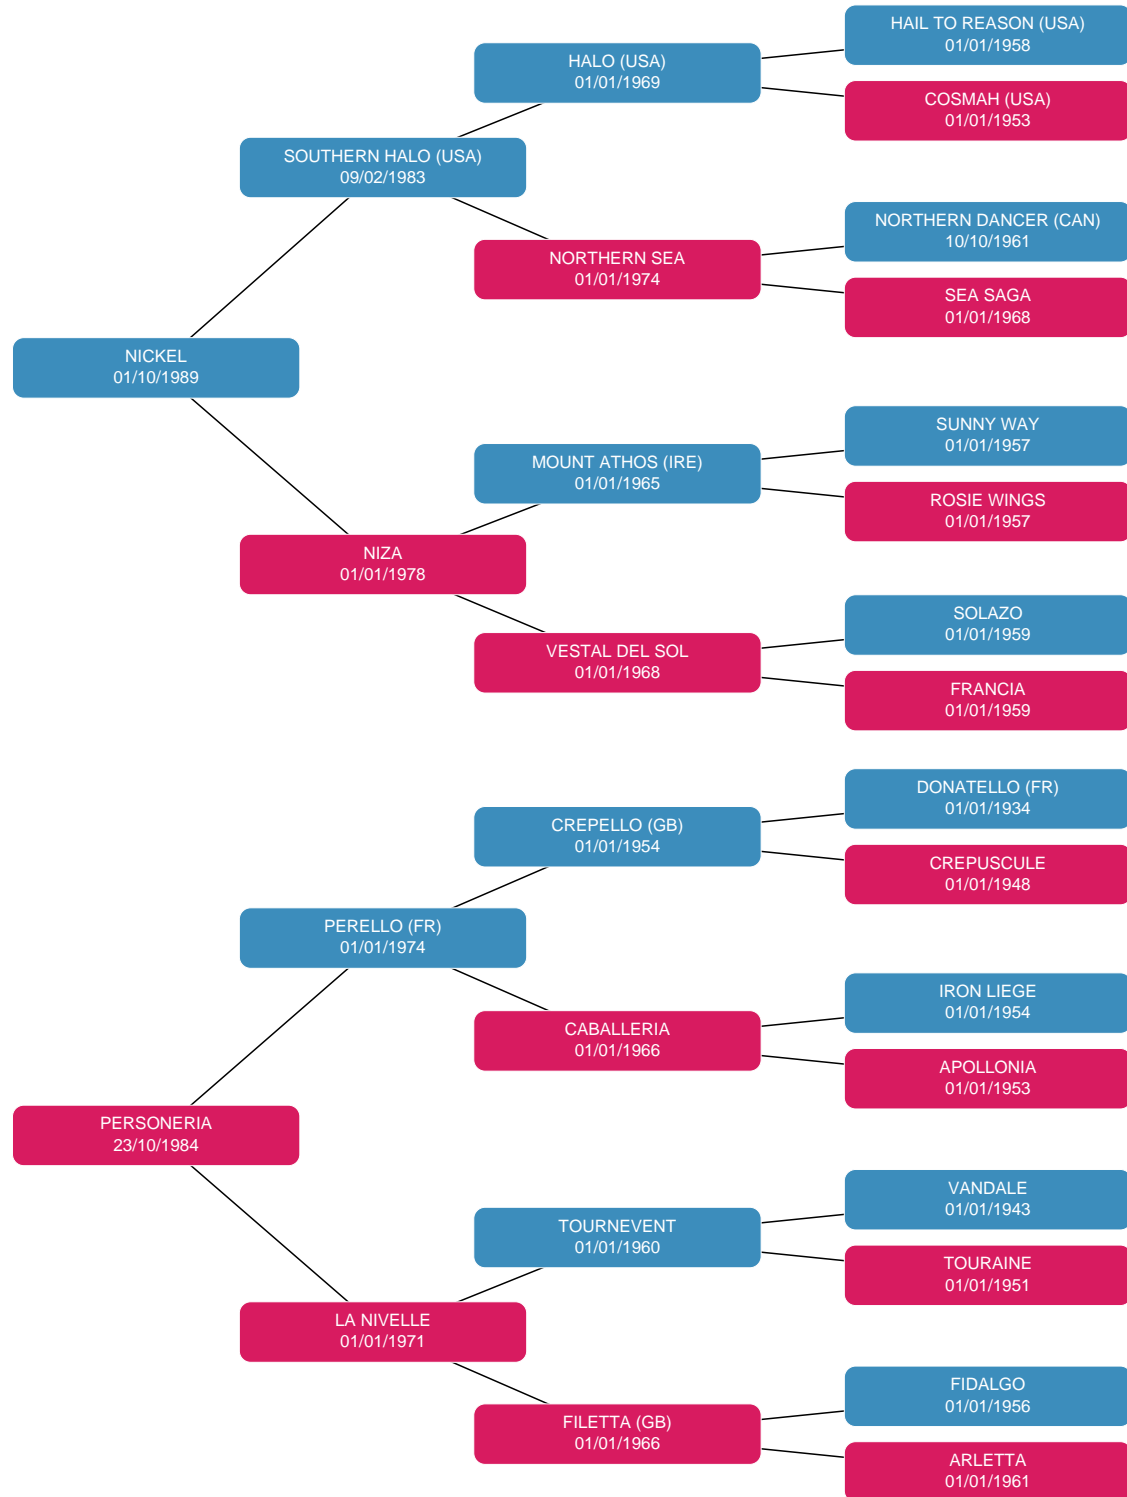 HAIL TO REASON (USA)
01/01/1958
HALO (USA)
01/01/1969
COSMAH (USA)
01/01/1953
SOUTHERN HALO (USA)
09/02/1983
NORTHERN DANCER (CAN)
10/10/1961
NORTHERN SEA
01/01/1974
SEA SAGA
01/01/1968
NICKEL
01/10/1989
SUNNY WAY
01/01/1957
MOUNT ATHOS (IRE)
01/01/1965
ROSIE WINGS
01/01/1957
NIZA
01/01/1978
SOLAZO
01/01/1959
VESTAL DEL SOL
01/01/1968
FRANCIA
01/01/1959
DONATELLO (FR)
01/01/1934
CREPELLO (GB)
01/01/1954
CREPUSCULE
01/01/1948
PERELLO (FR)
01/01/1974
IRON LIEGE
01/01/1954
CABALLERIA
01/01/1966
APOLLONIA
01/01/1953
PERSONERIA
23/10/1984
VANDALE
01/01/1943
TOURNEVENT
01/01/1960
TOURAINE
01/01/1951
LA NIVELLE
01/01/1971
FIDALGO
01/01/1956
FILETTA (GB)
01/01/1966
ARLETTA
01/01/1961